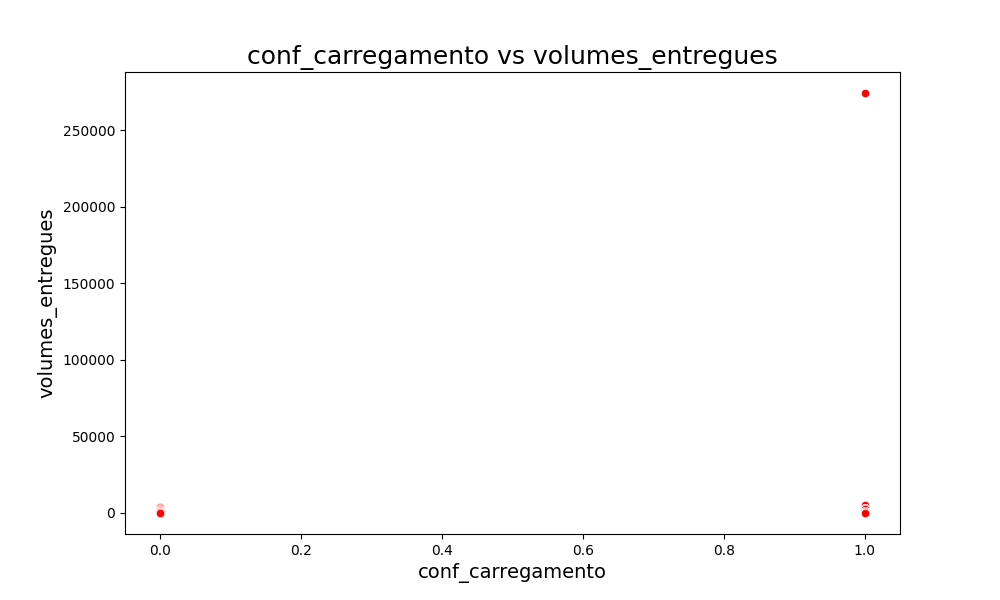 conf_carregamento vs volumes_entregues
volumes_entregues
250000
200000
150000
100000
50000
0
0.0 0.2 0.4 0.6 0.8 1.0
conf_carregamento